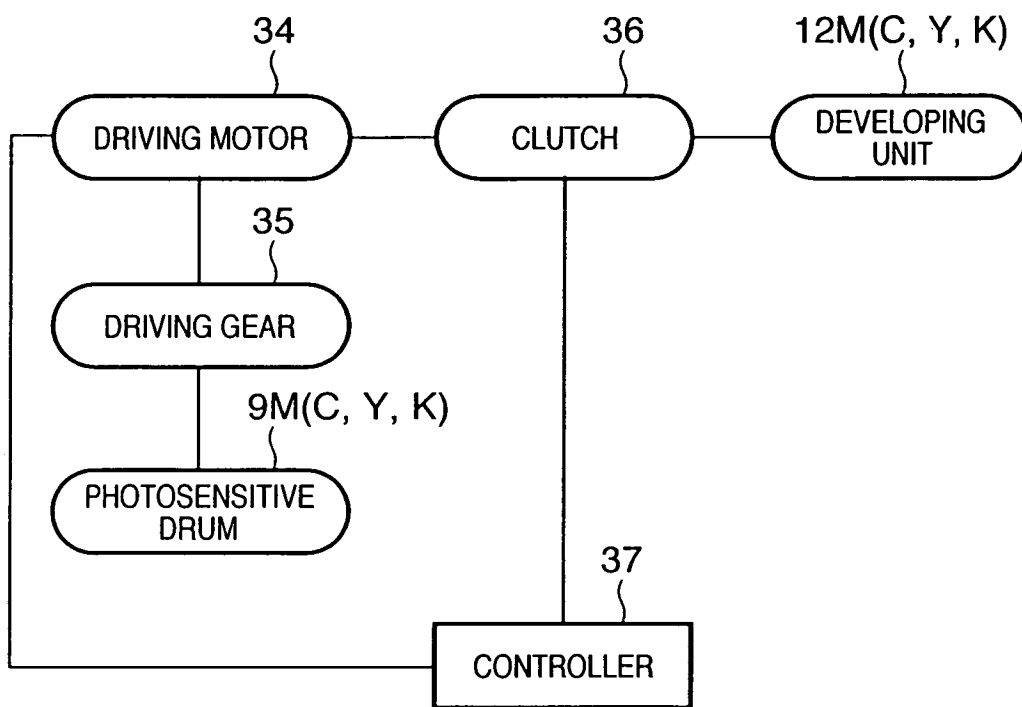 34
36
12M(C, Y, K)
DRIVING MOTOR
CLUTCH
DEVELOPING
UNIT
35
DRIVING GEAR
9M(C, Y, K)
PHOTOSENSITIVE
DRUM
37
CONTROLLER